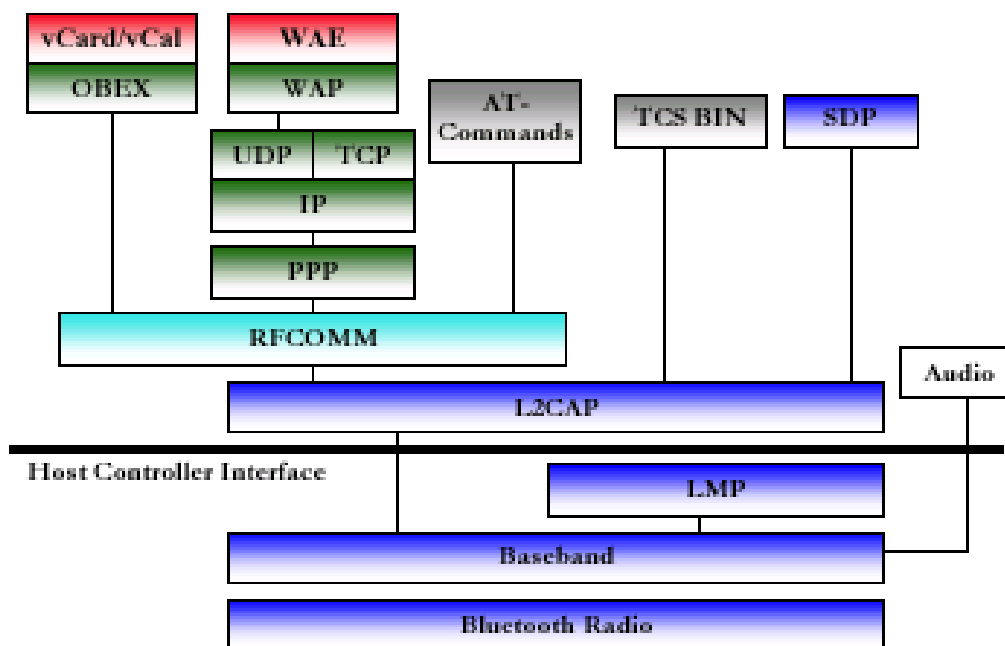 vCard/vCal
WAE
OBEX
WAP
AT-
Commands
TCS BIN
SDP
UDP
TCP
IP
PPP
RFCOMM
Audio
L2CAP
Host Controller Interface
LMP
Baseband
Bluetooth Radio